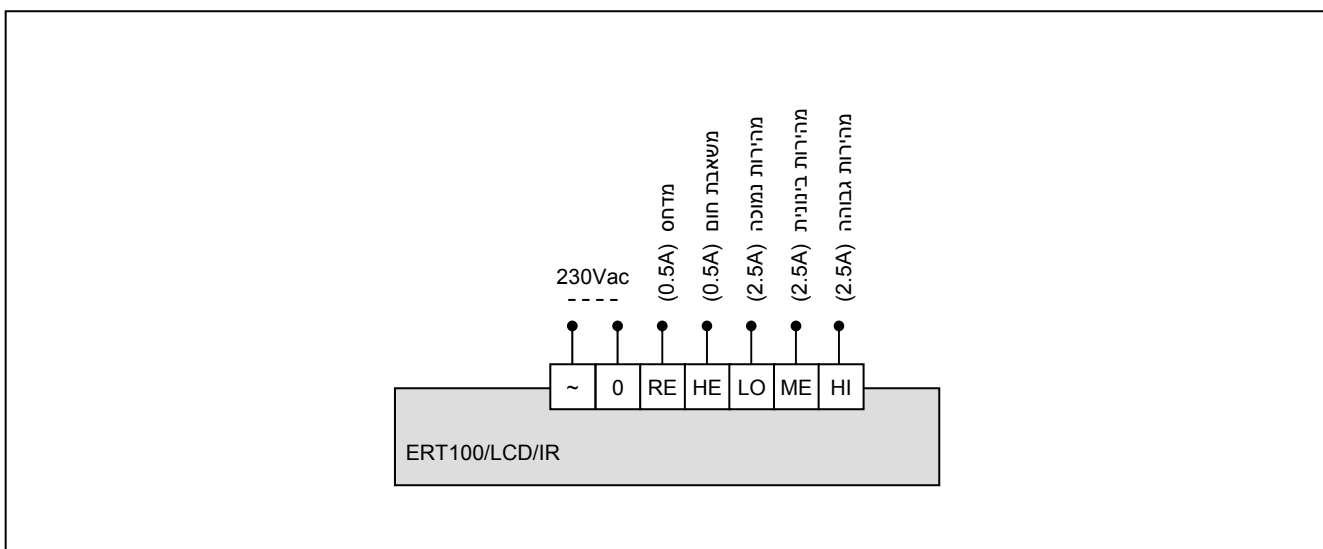 מדחס (0.5A)
משאבת חום (0.5A)
מהירות נמוכה (2.5A)
מהירות בינונית (2.5A)
מהירות גבוהה (2.5A)
230Vac
~ 0 RE HE LO ME HI
ERT100/LCD/IR